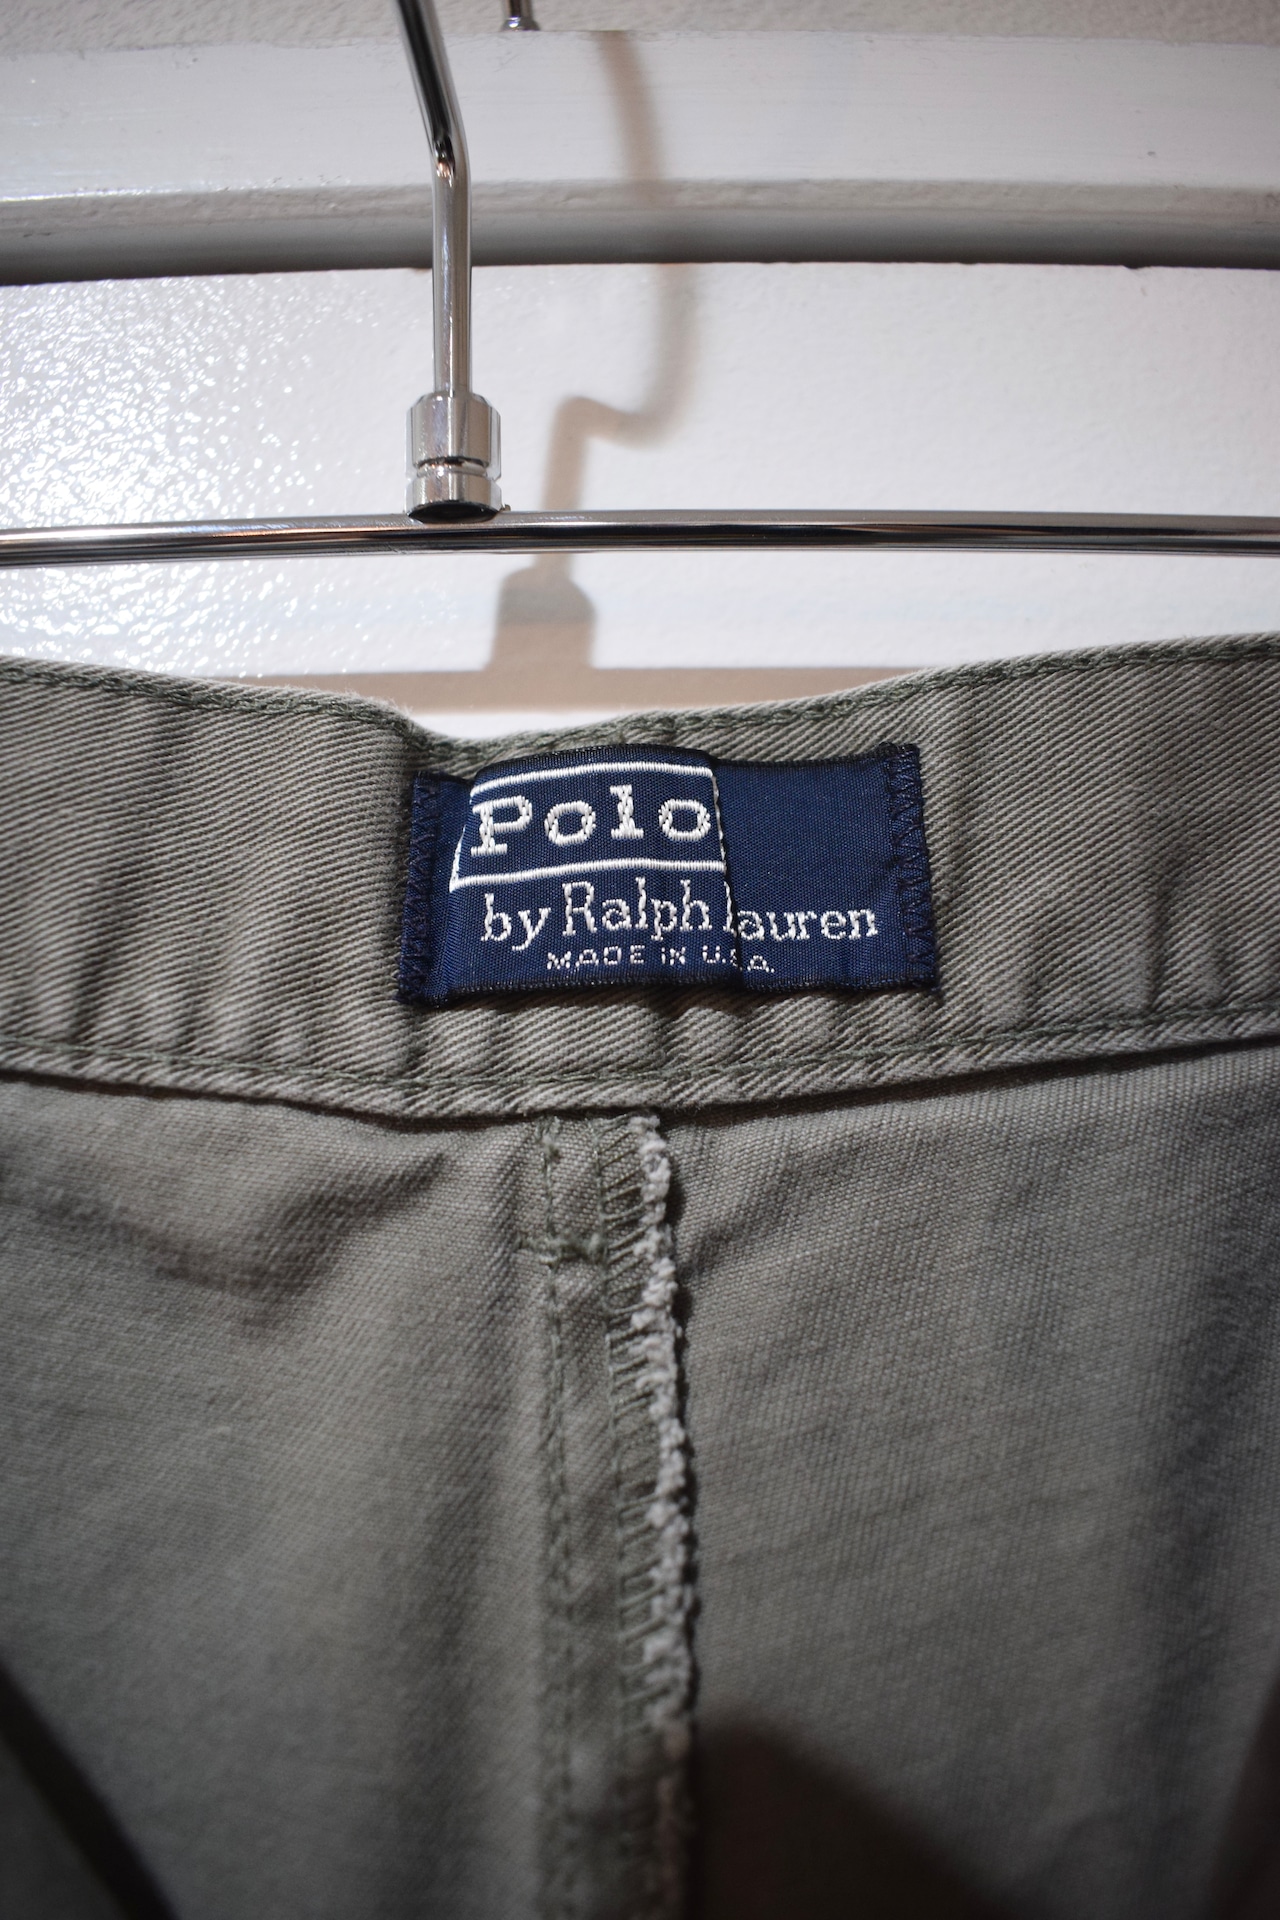 Polo
by Ralph Lauren
MADE IN U.S.A.